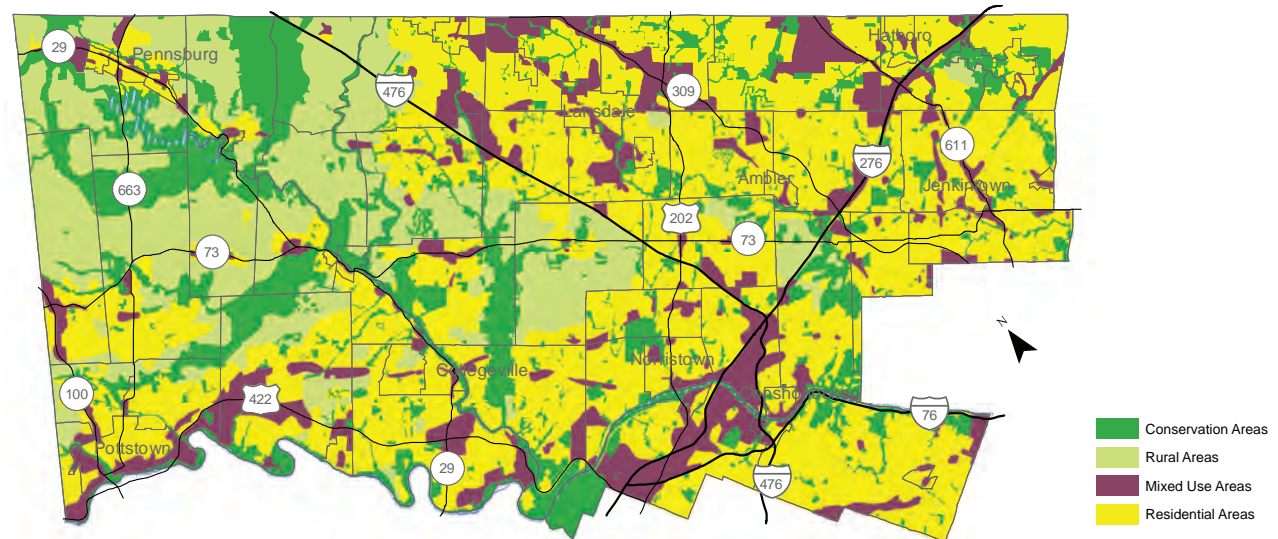 29
Pennsburg
Hatboro
476
309
Lansdale
611
276
663
Ambler
Jenkintown
202
73
73
N
Norristown
Collegeville
100
422
76
Pottstown
29
476
Conservation Areas
Rural Areas
Mixed Use Areas
Residential Areas